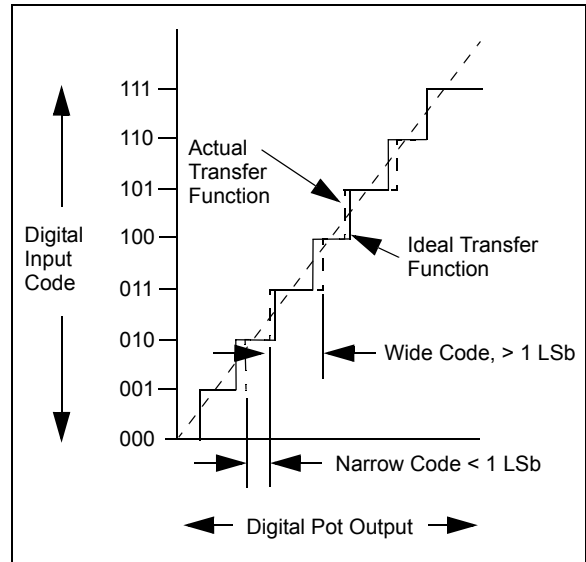 111
110
101
100
011
010
001
000
Digital
Input
Code
Actual
Transfer
Function
Ideal Transfer
Function
Wide Code, > 1 LSb
Narrow Code < 1 LSb
Digital Pot Output